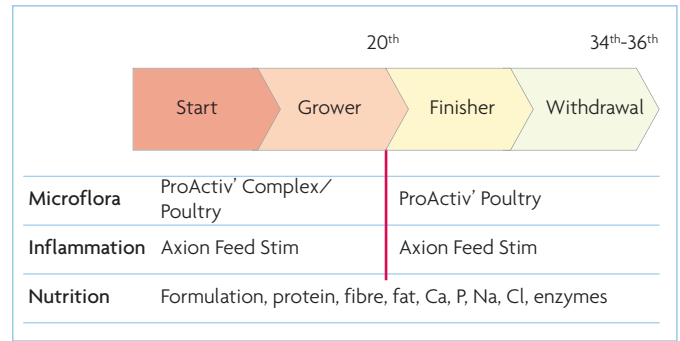 20th 34th-36th
Start Grower Finisher Withdrawal
Microflora ProActiv’ Complex/ Poultry ProActiv’ Poultry
Inflammation Axion Feed Stim Axion Feed Stim
Nutrition Formulation, protein, fibre, fat, Ca, P, Na, Cl, enzymes